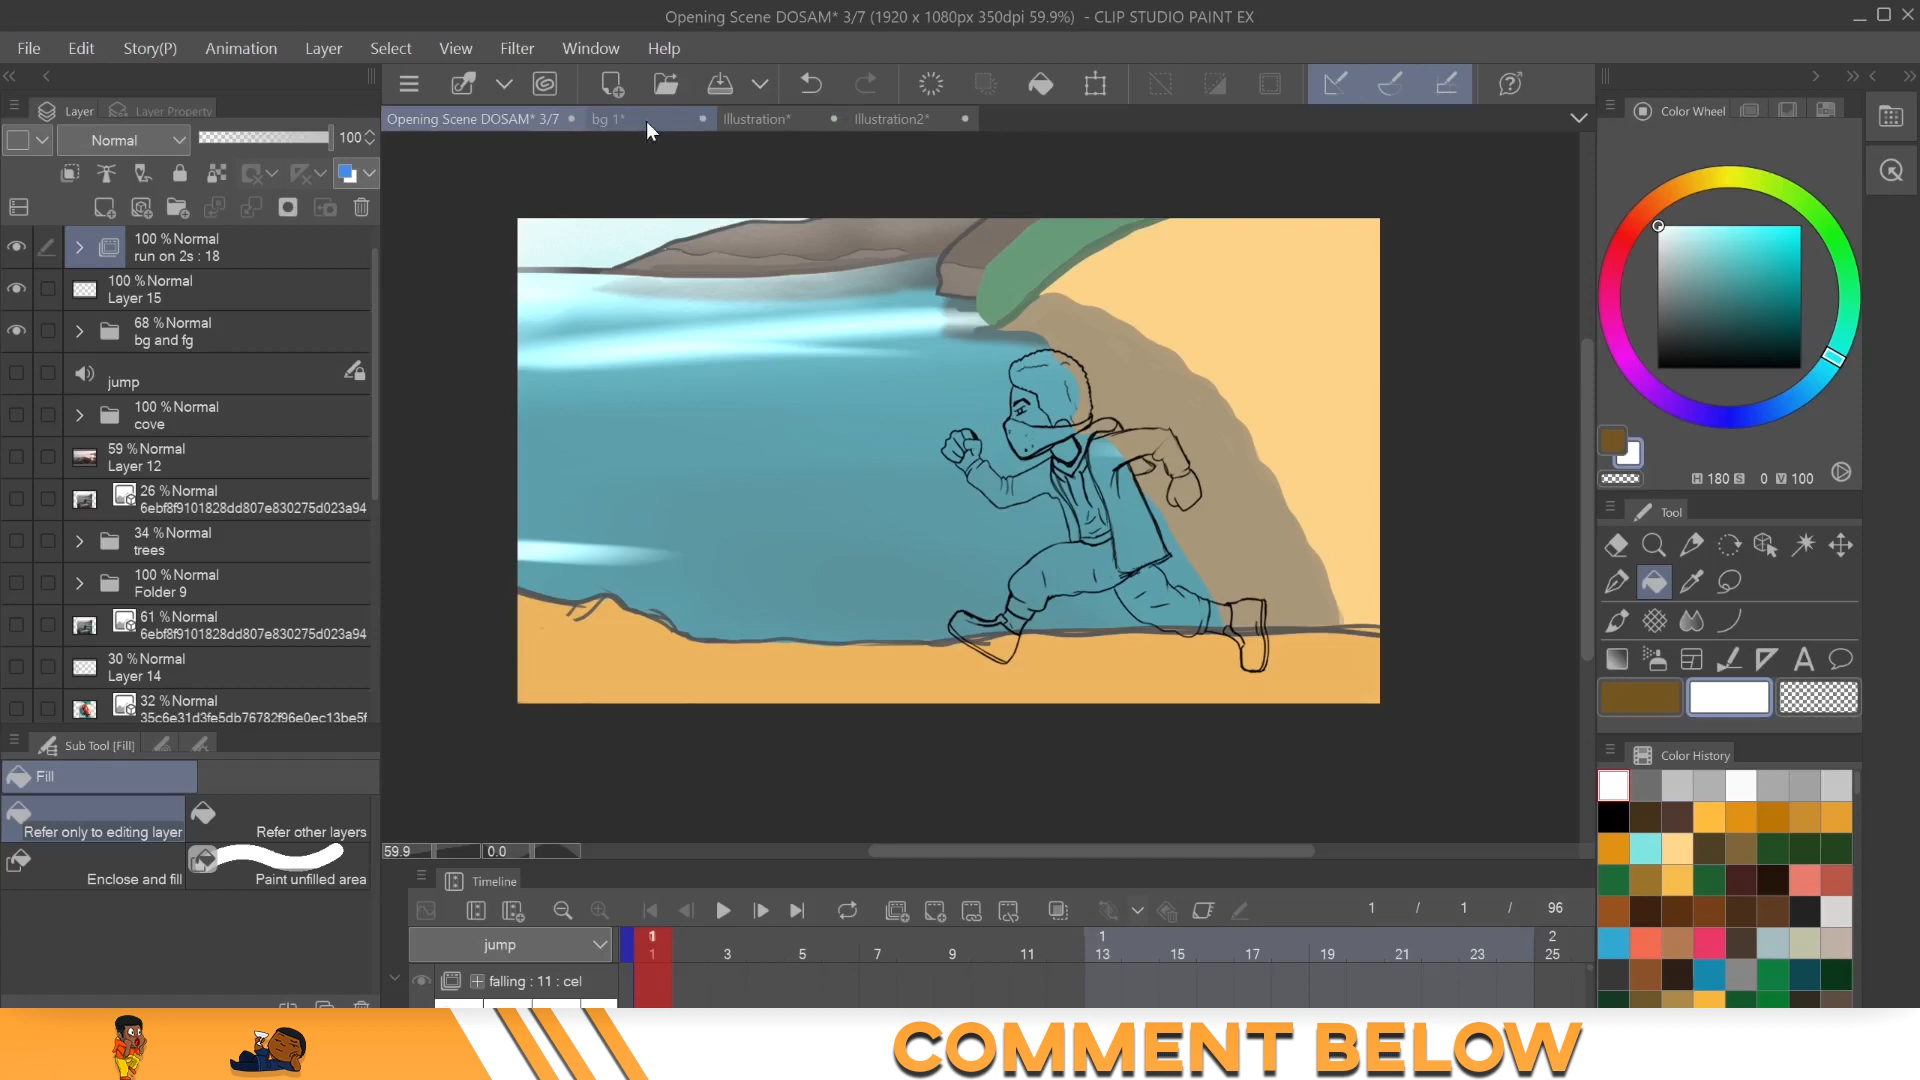 Opening Scene DOSAM* 3/7 (1920 x 1080px 350dpi 59.9%) - CLIP STUDIO PAINT EX
File Edit Story(P) Animation Layer Select View Filter Window Help
Opening Scene DOSAM* 3/7 bg 1* Illustration* Illustration2*
Layer Layer Property
Normal 100
100 % Normal
run on 2s : 18
100 % Normal
Layer 15
68 % Normal
bg and fg
jump
100 % Normal
cove
59 % Normal
Layer 12
26 % Normal
6ebf8f9101828dd807e830275d023a94
34 % Normal
trees
100 % Normal
Folder 9
61 % Normal
6ebf8f9101828dd807e830275d023a94
30 % Normal
Layer 14
32 % Normal
35c6e31d3fe5db76782f96e0ec13be5f
Sub Tool [Fill]
Fill
Refer only to editing layer
Refer other layers
Enclose and fill
Paint unfilled area
59.9 0.0
Timeline
1 / 1 / 96
jump
1 1 2
1 3 5 7 9 11 13 15 17 19 21 23 25
falling : 11 : cel
Color Wheel
H 180 S 0 V 100
Tool
A
Color History
COMMENT BELOW